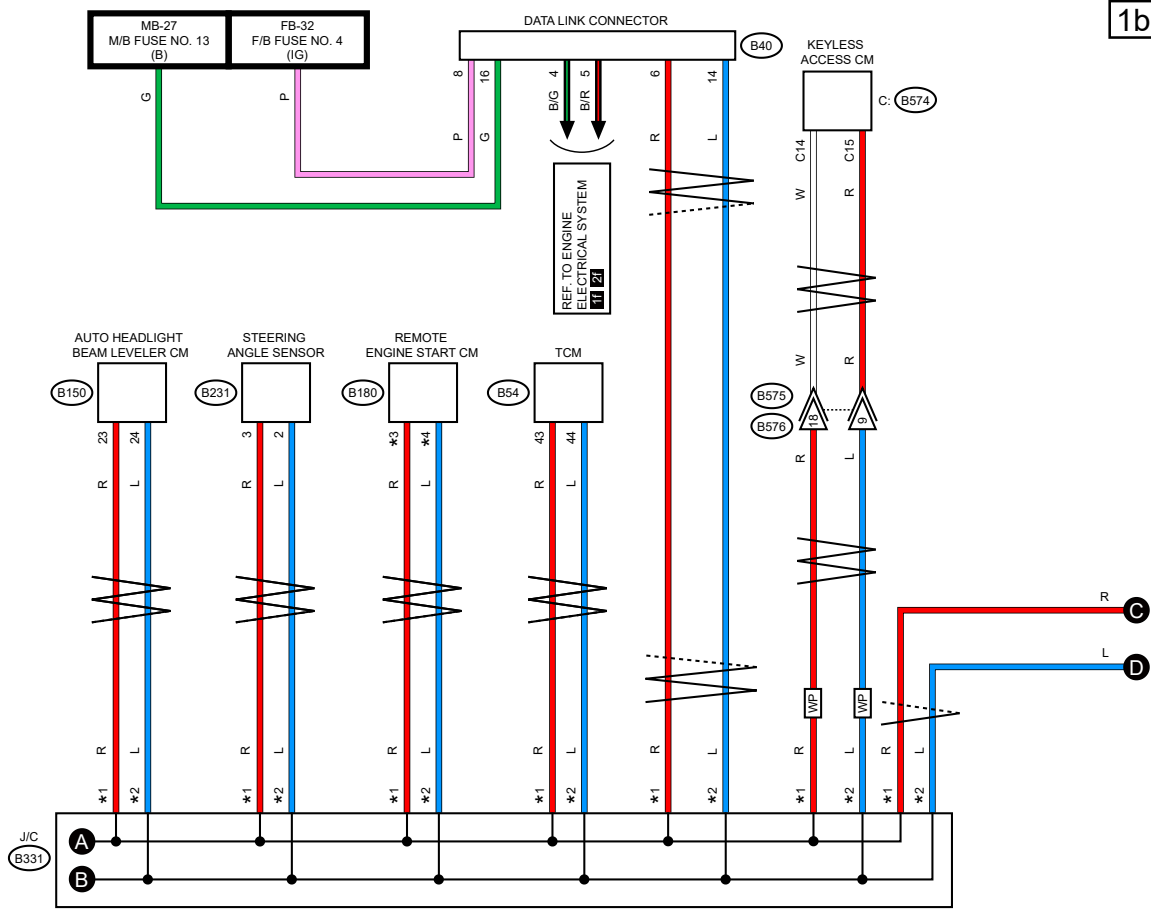 1b
MB-27
M/B FUSE NO. 13
(B)
FB-32
F/B FUSE NO. 4
(IG)
DATA LINK CONNECTOR
B40
KEYLESS
ACCESS CM
C: B574
8 16 4 5 6 14
G P P G B/G B/R R L
C14 C15
W R
REF. TO ENGINE
ELECTRICAL SYSTEM
1f 2f
AUTO HEADLIGHT
BEAM LEVELER CM
B150
STEERING
ANGLE SENSOR
B231
REMOTE
ENGINE START CM
B180
TCM
B54
W R
B575
B576
18 9
23 24 3 2 *3 *4 43 44
R L R L R L R L R L
R C
L D
WP WP
R L R L R L R L R L R L R L
*1 *2 *1 *2 *1 *2 *1 *2 *1 *2 *1 *2 *1 *2
J/C
B331
A
B